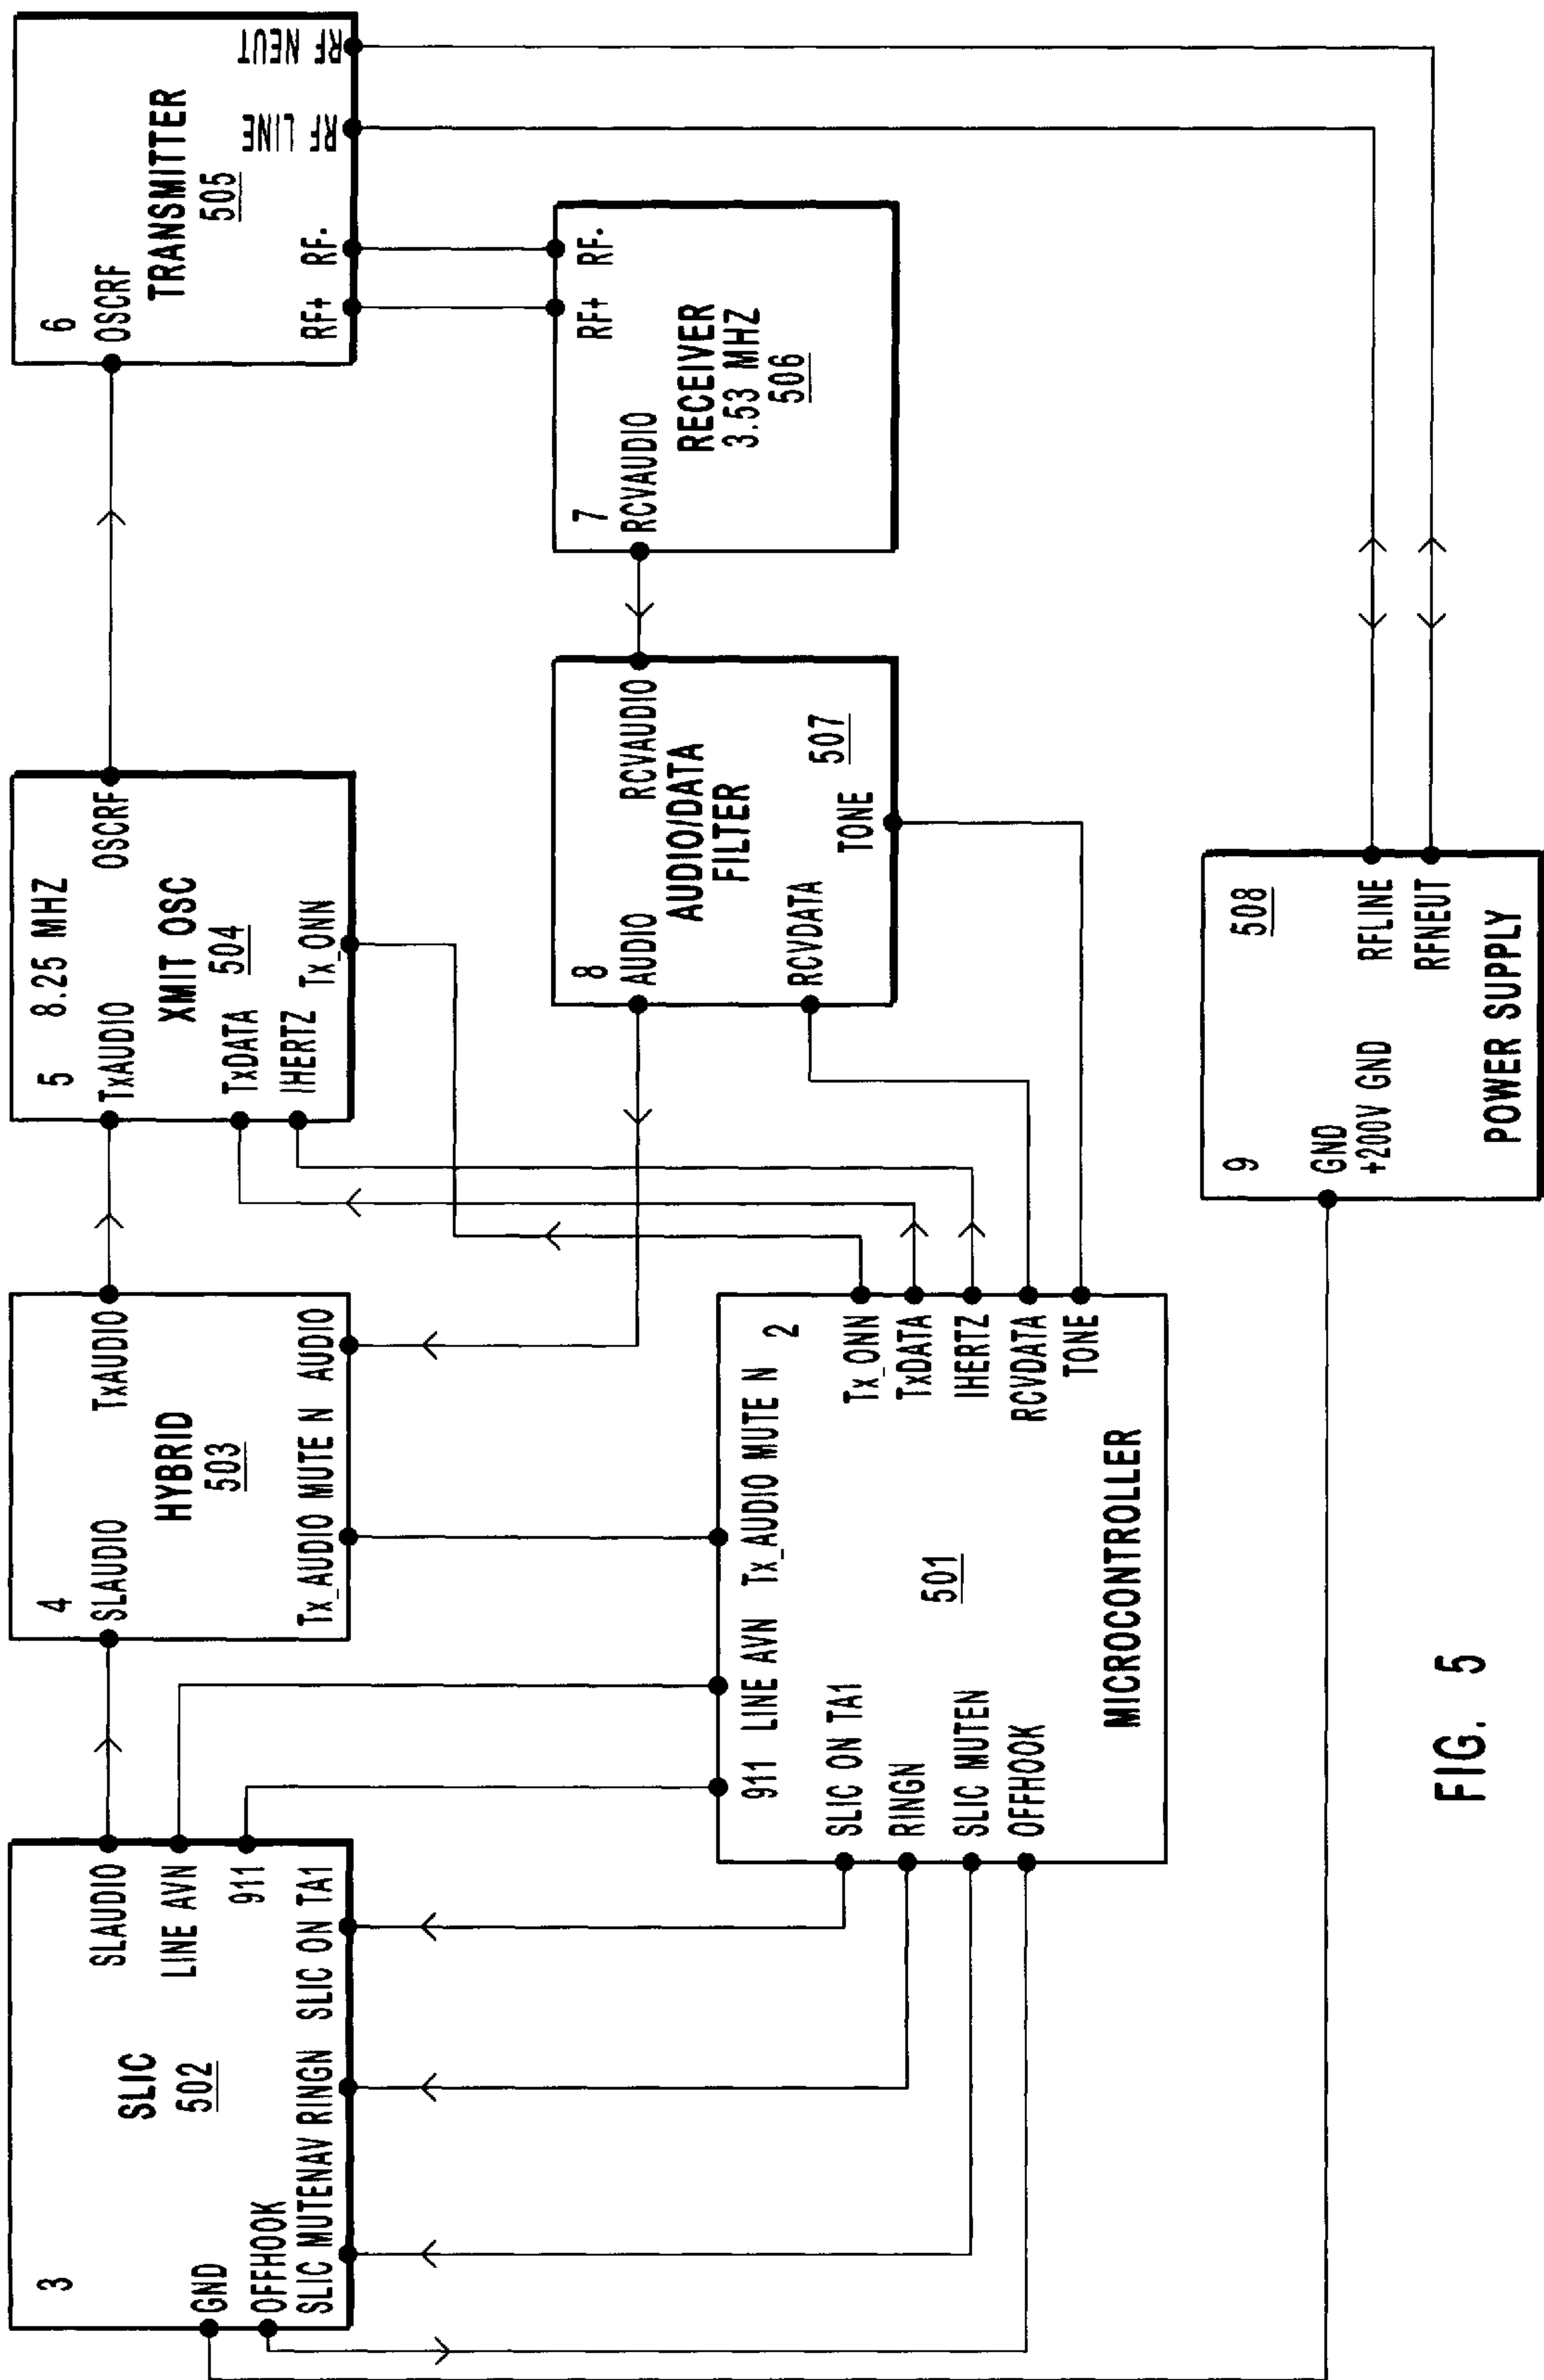 3
SLIC
502
SLAUDIO
LINE AVN
911
GND
OFFHOOK
SLIC MUTENAV RINGN SLIC ON TA1
4
SLAUDIO
TxAUDIO
HYBRID
503
Tx_AUDIO MUTE N AUDIO
5 8.25 MHZ
TxAUDIO
OSCRF
XMIT OSC
504
TxDATA
IHERTZ
Tx_ONN
6
OSCRF
TRANSMITTER
505
RF+ RF-
RF LINE
RF NEUT
7
RCVAUDIO
RF+ RF-
RECEIVER
3.53 MHZ
506
8
AUDIO
RCVAUDIO
AUDIO/DATA
FILTER
RCVDATA
TONE
507
911 LINE AVN Tx_AUDIO MUTE N 2
SLIC ON TA1
RINGN
SLIC MUTEN
OFFHOOK
501
Tx_ONN
TxDATA
IHERTZ
RCVDATA
TONE
MICROCONTROLLER
9
508
GND
+200V GND
RFLINE
RFNEUT
POWER SUPPLY
FIG. 5